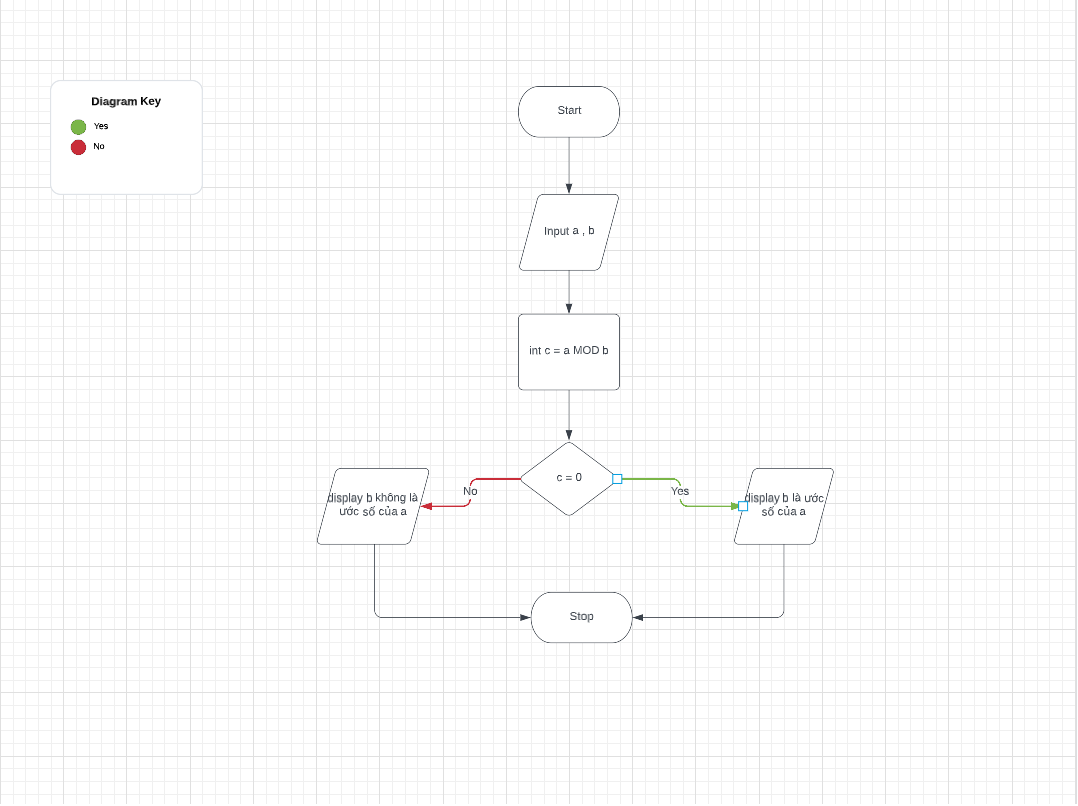 Diagram Key
Yes
No
Start
Input a , b
int c = a MOD b
c = 0
No
Yes
display b không là
ước số của a
display b là ước
số của a
Stop